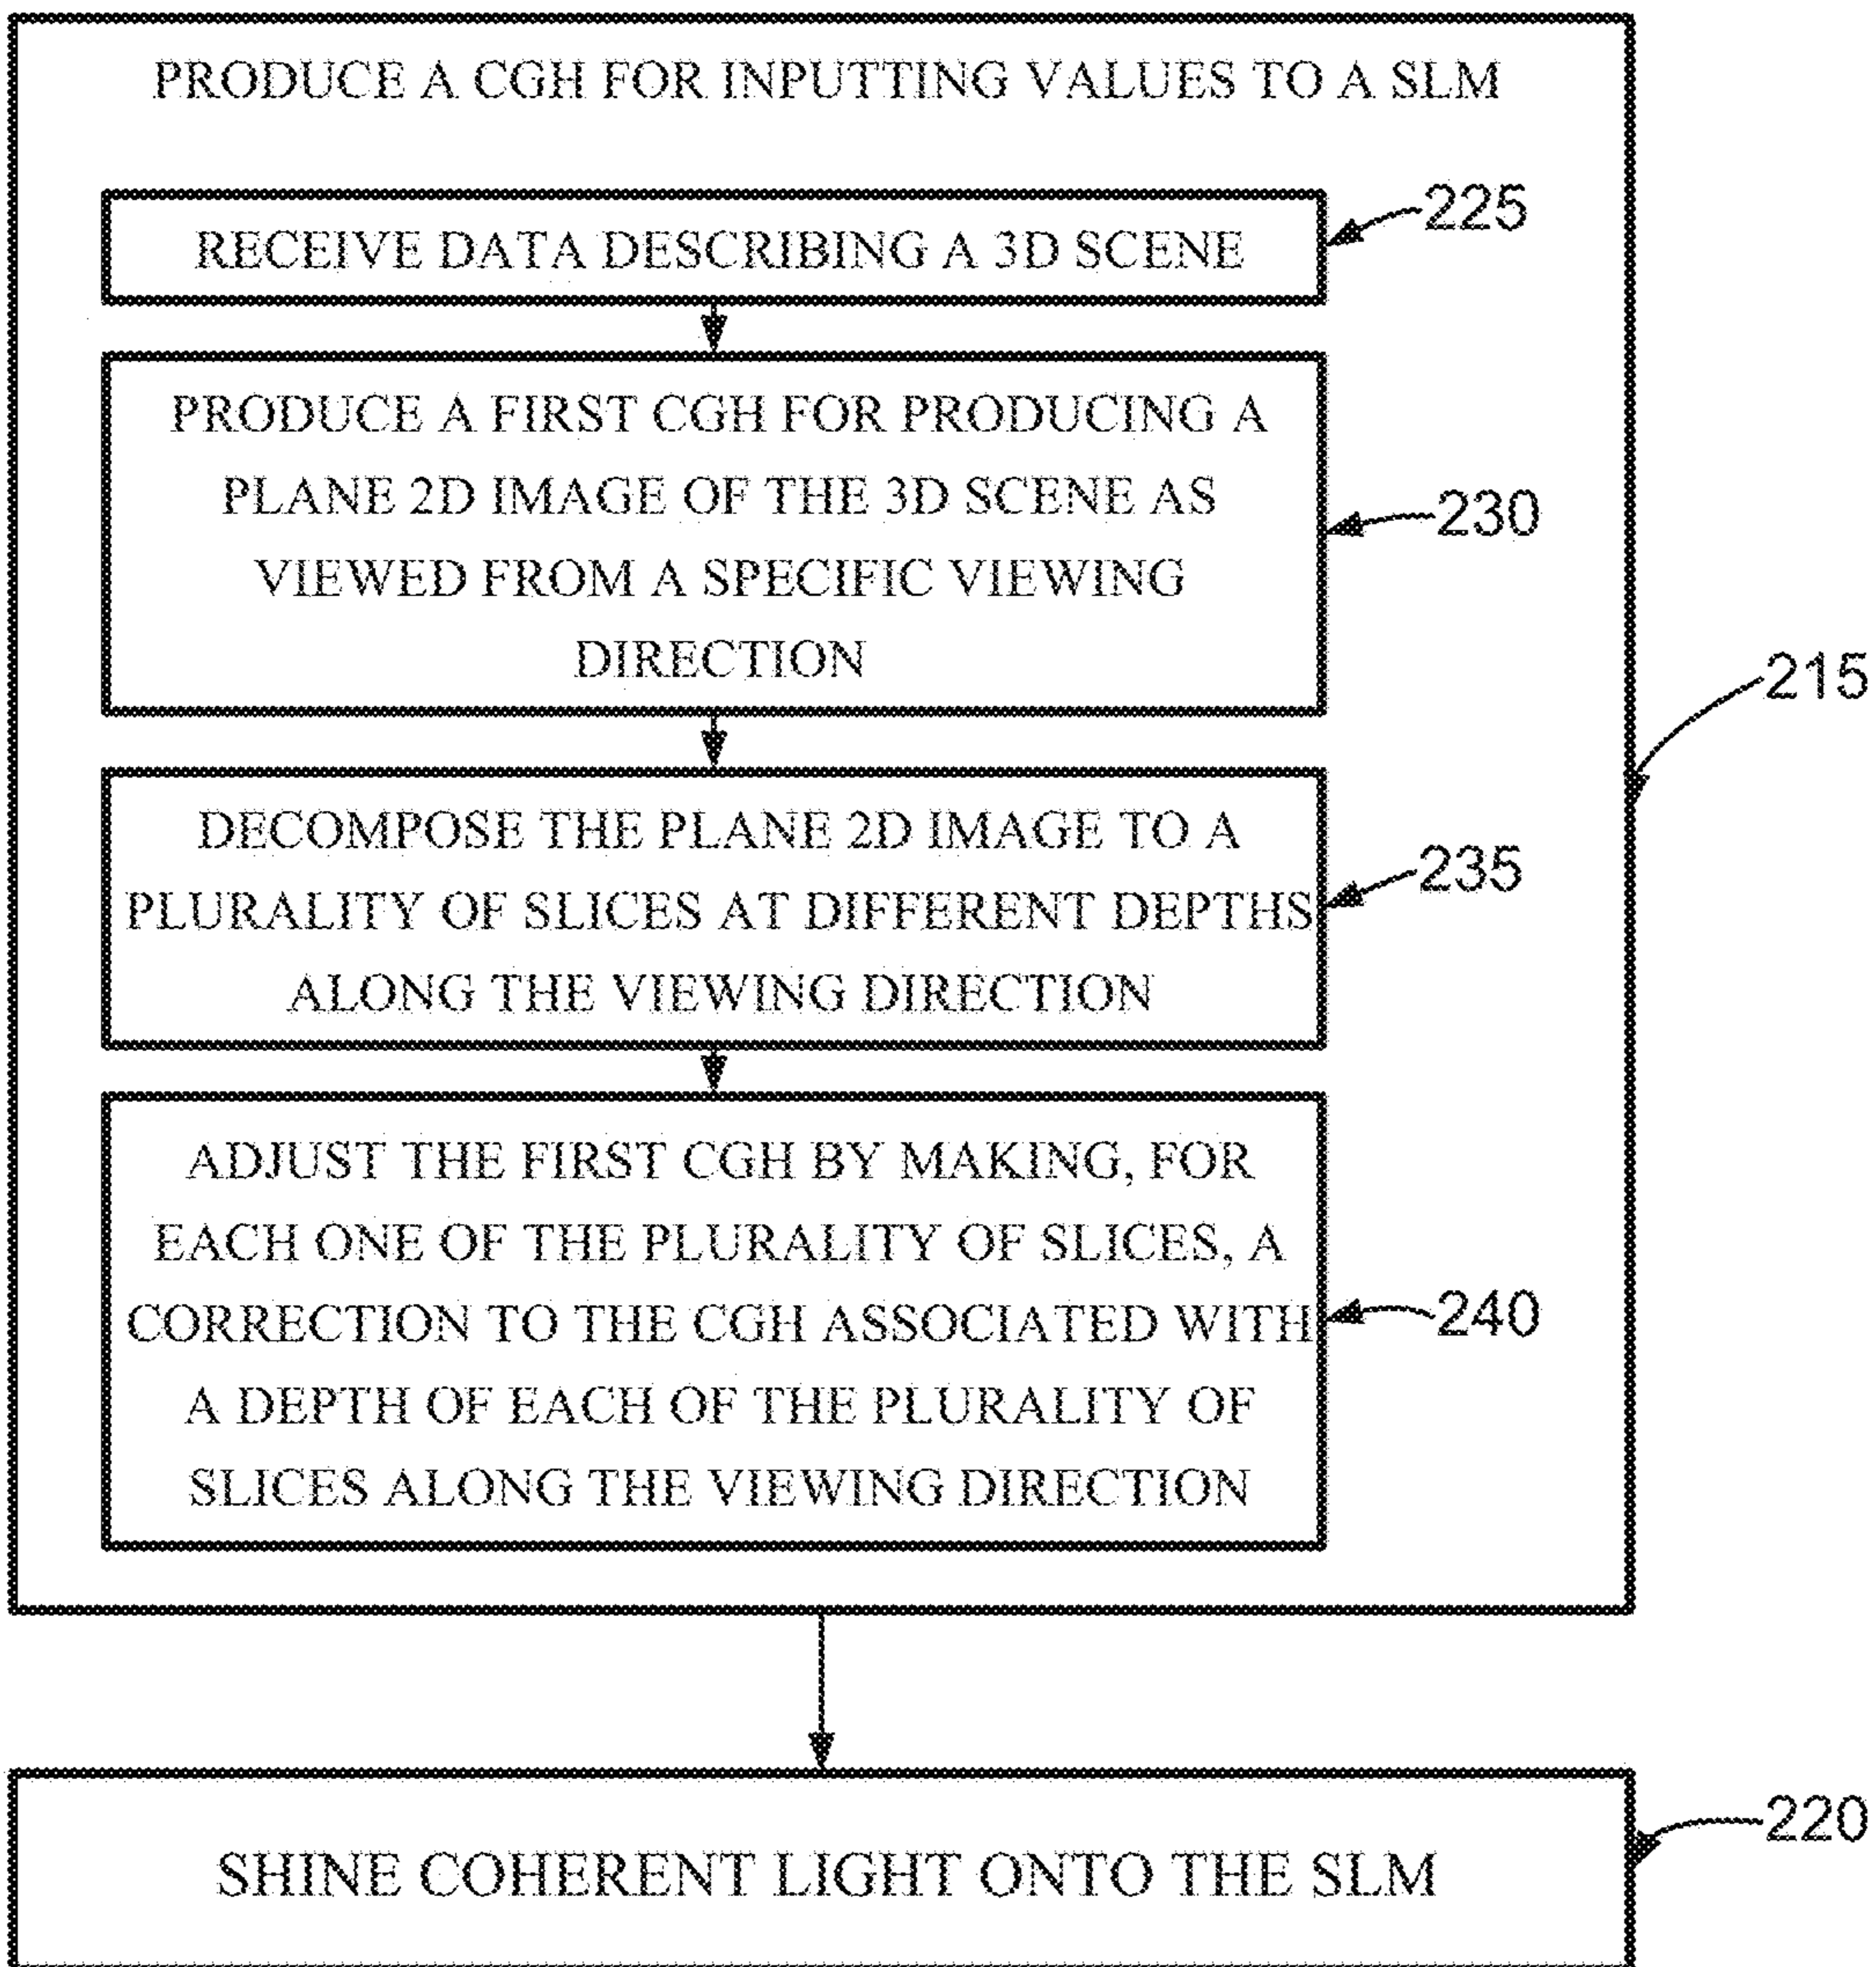 PRODUCE A CGH FOR INPUTTING VALUES TO A SLM
225
RECEIVE DATA DESCRIBING A 3D SCENE
PRODUCE A FIRST CGH FOR PRODUCING A
PLANE 2D IMAGE OF THE 3D SCENE AS
VIEWED FROM A SPECIFIC VIEWING
DIRECTION
230
215
DECOMPOSE THE PLANE 2D IMAGE TO A
PLURALITY OF SLICES AT DIFFERENT DEPTHS
ALONG THE VIEWING DIRECTION
235
ADJUST THE FIRST CGH BY MAKING, FOR
EACH ONE OF THE PLURALITY OF SLICES, A
CORRECTION TO THE CGH ASSOCIATED WITH
A DEPTH OF EACH OF THE PLURALITY OF
SLICES ALONG THE VIEWING DIRECTION
240
SHINE COHERENT LIGHT ONTO THE SLM
220